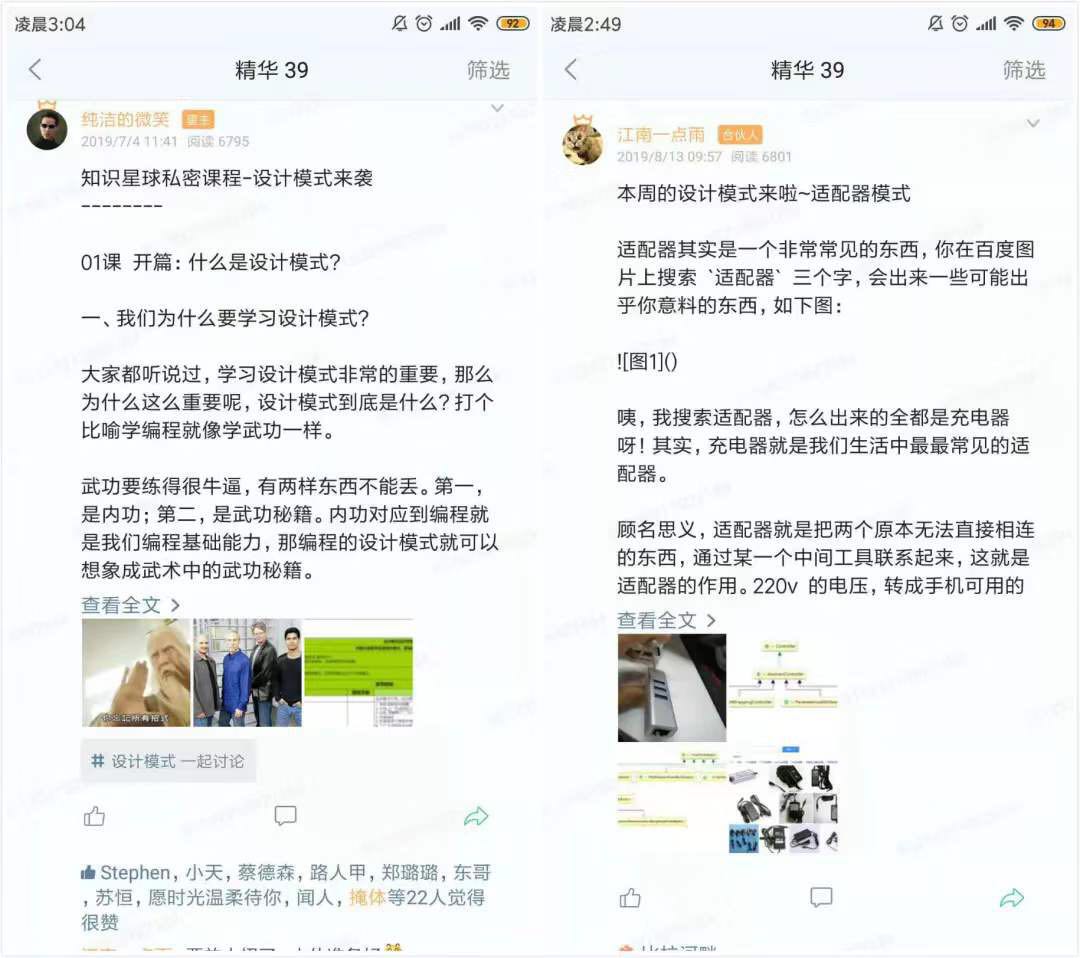 凌晨3:04
92
精华 39
筛选
纯洁的微笑 星主
2019/7/4 11:41 阅读 6795
知识星球私密课程-设计模式来袭
--------
01课 开篇：什么是设计模式？
一、我们为什么要学习设计模式？
大家都听说过，学习设计模式非常的重要，那么
为什么这么重要呢，设计模式到底是什么？打个
比喻学编程就像学武功一样。
武功要练得很牛逼，有两样东西不能丢。第一，
是内功；第二，是武功秘籍。内功对应到编程就
是我们编程基础能力，那编程的设计模式就可以
想象成武术中的武功秘籍。
查看全文
# 设计模式 一起讨论
Stephen，小天，蔡德森，路人甲，郑璐璐，东哥
，苏恒，愿时光温柔待你，闻人，掩体等22人觉得
很赞
凌晨2:49
94
精华 39
筛选
江南一点雨 合伙人
2019/8/13 09:57 阅读 6801
本周的设计模式来啦~适配器模式
适配器其实是一个非常常见的东西，你在百度图
片上搜索 `适配器` 三个字，会出来一些可能出
乎你意料的东西，如下图：
![图1]()
咦，我搜索适配器，怎么出来的全都是充电器
呀！其实，充电器就是我们生活中最最常见的适
配器。
顾名思义，适配器就是把两个原本无法直接相连
的东西，通过某一个中间工具联系起来，这就是
适配器的作用。220v 的电压，转成手机可用的
查看全文